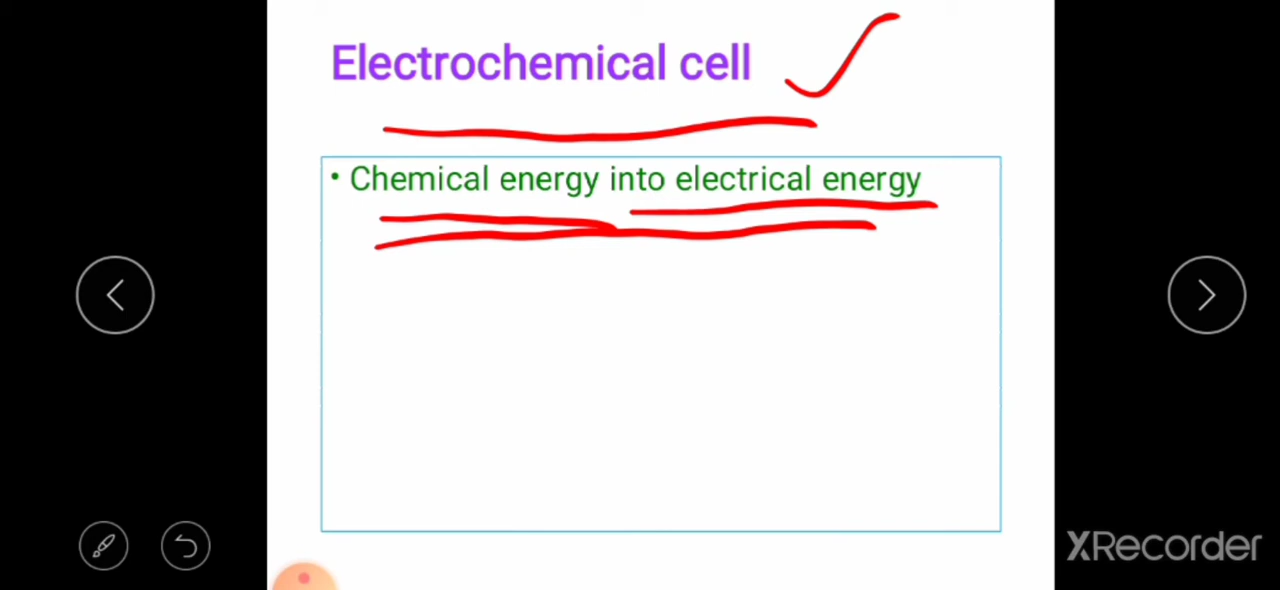 Electrochemical cell
• Chemical energy into electrical energy
XRecorder